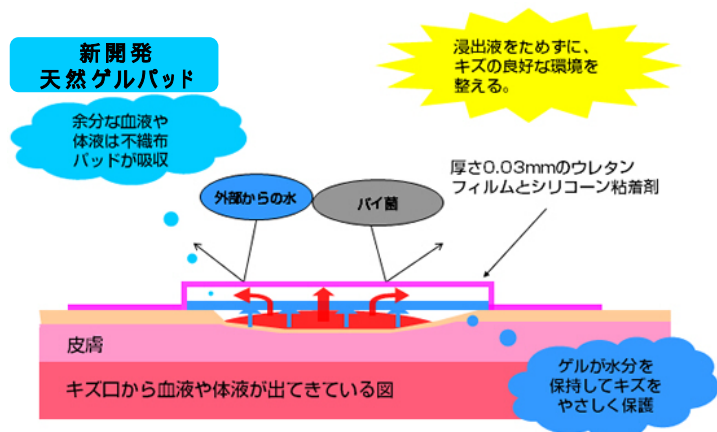 新開発
天然ゲルパッド
浸出液をためずに、
キズの良好な環境を
整える。
余分な血液や
体液は不織布
パッドが吸収
厚さ0.03mmのウレタン
フィルムとシリコーン粘着剤
外部からの水
バイ菌
皮膚
キズ口から血液や体液が出てきている図
ゲルが水分を
保持してキズを
やさしく保護